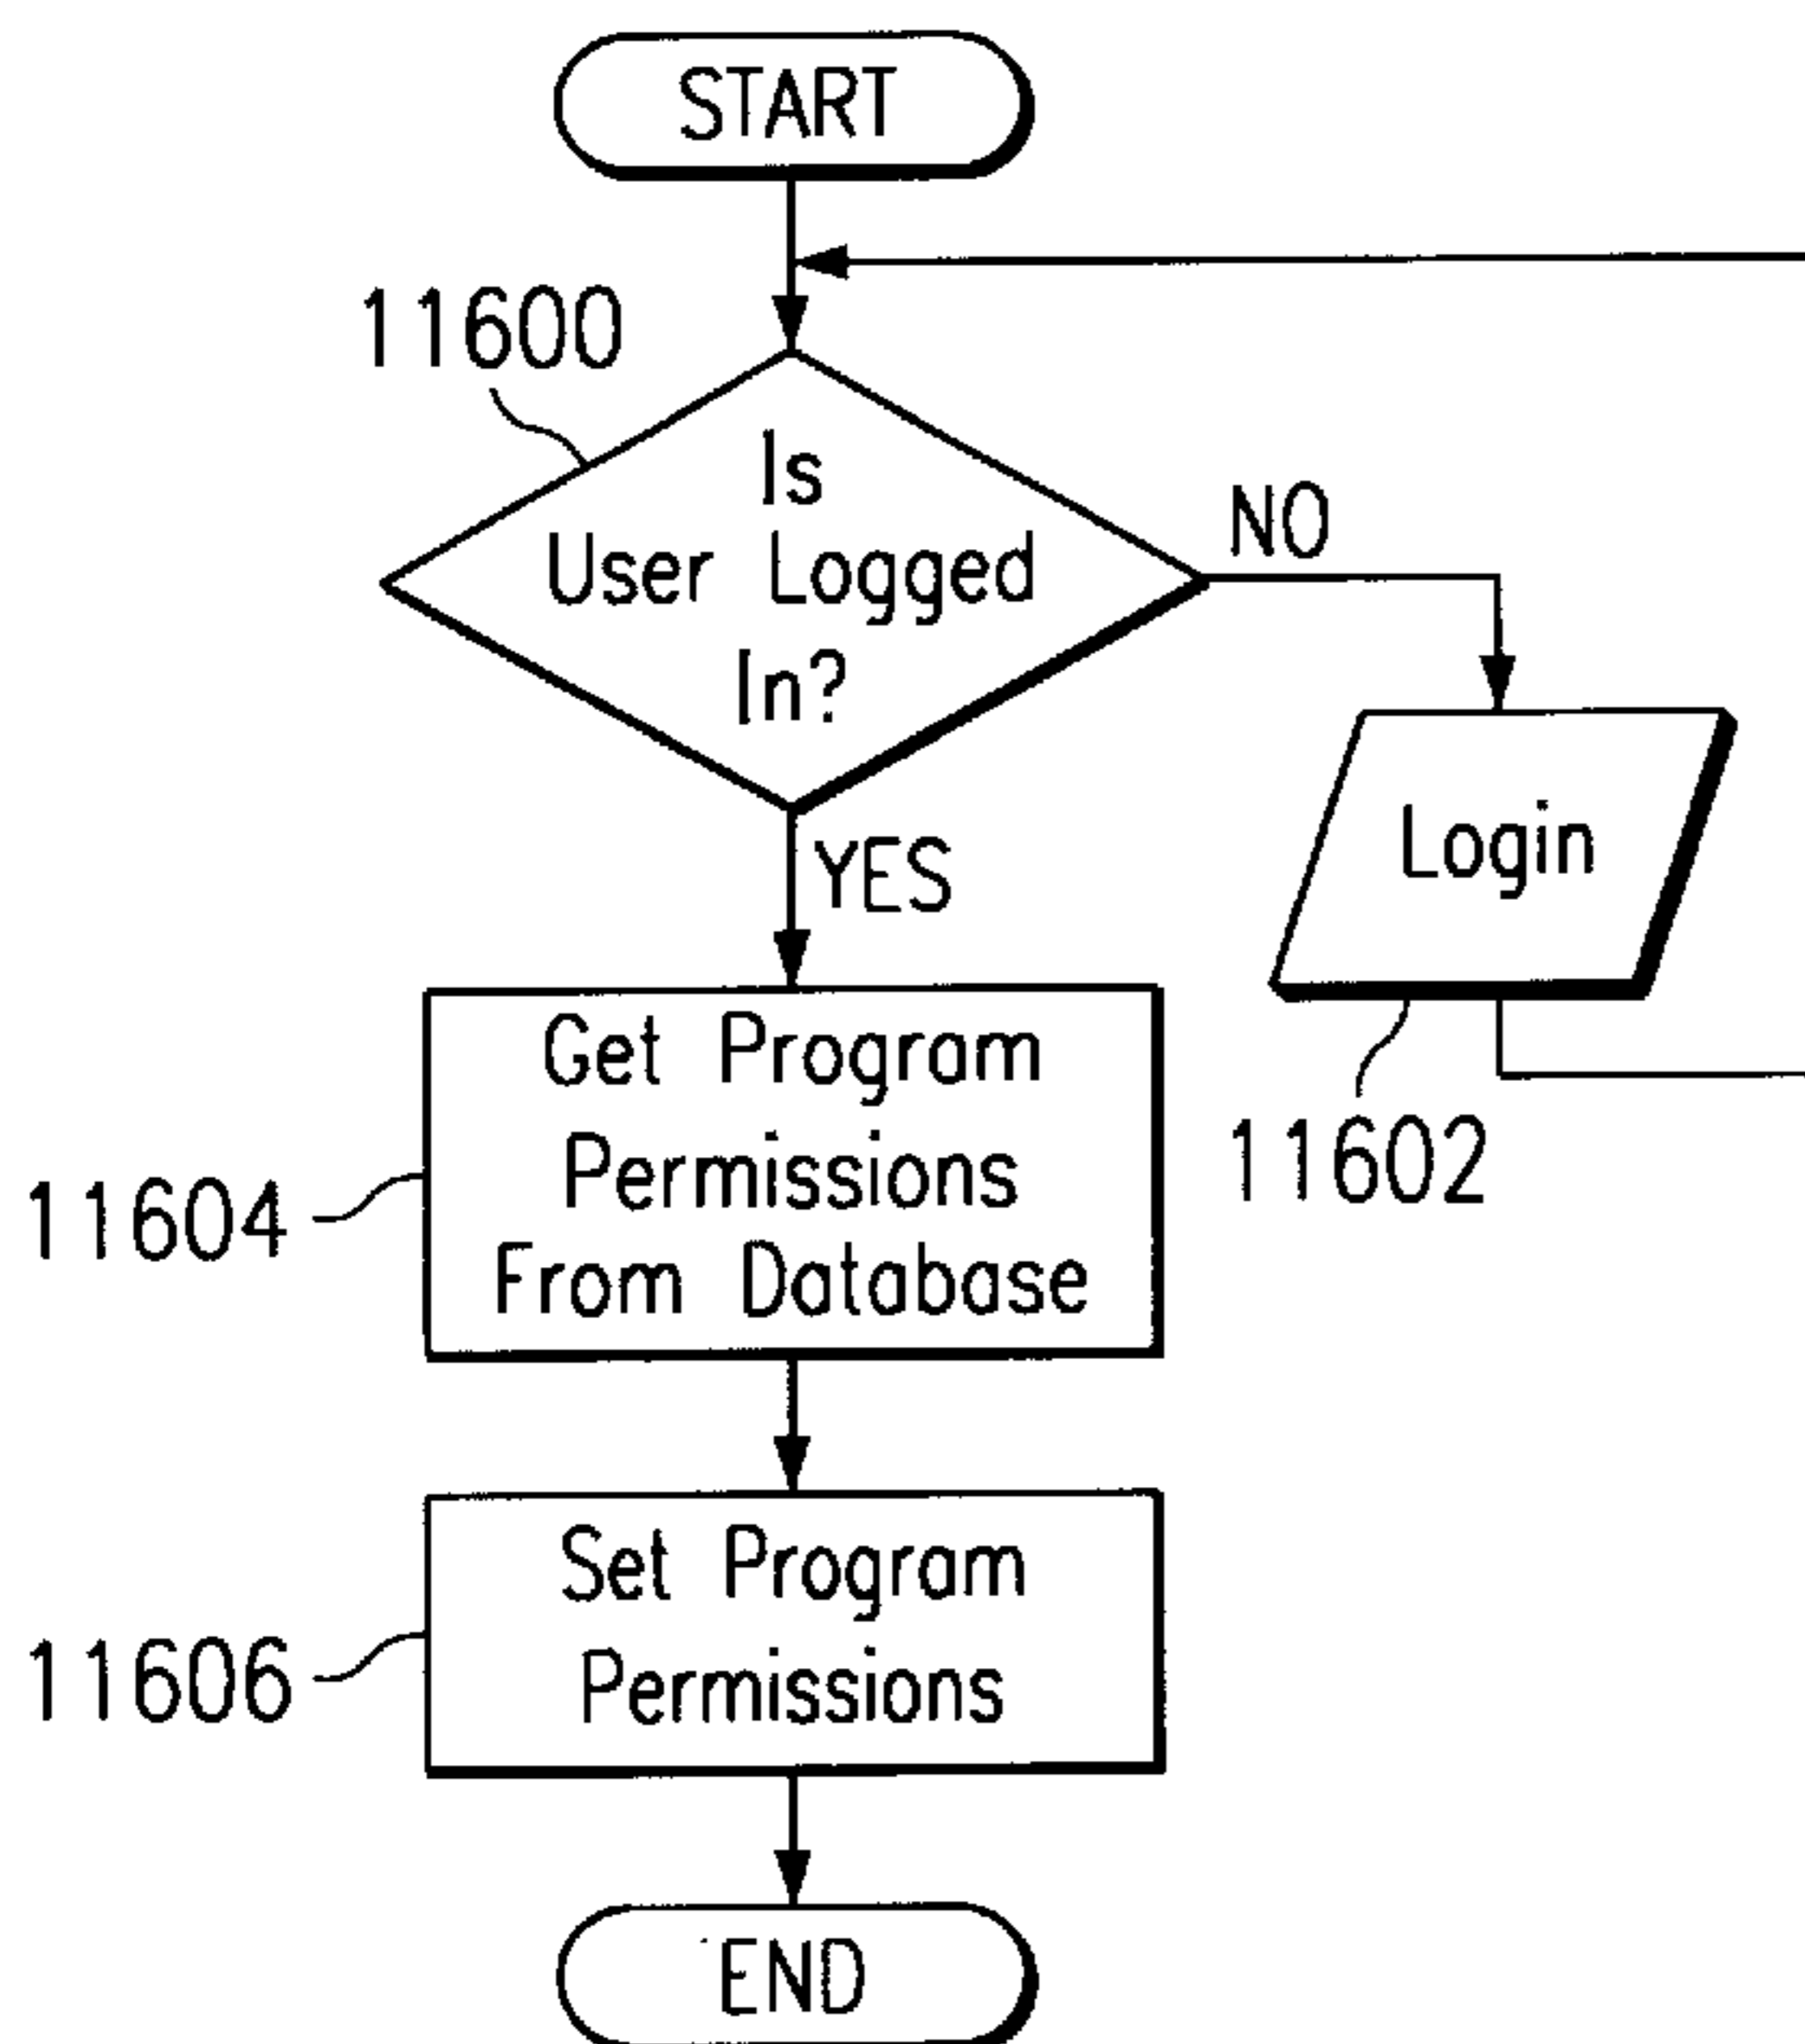 START
11600
Is
User Logged
In?
NO
Login
11602
YES
Get Program
Permissions
From Database
11604
Set Program
Permissions
11606
END